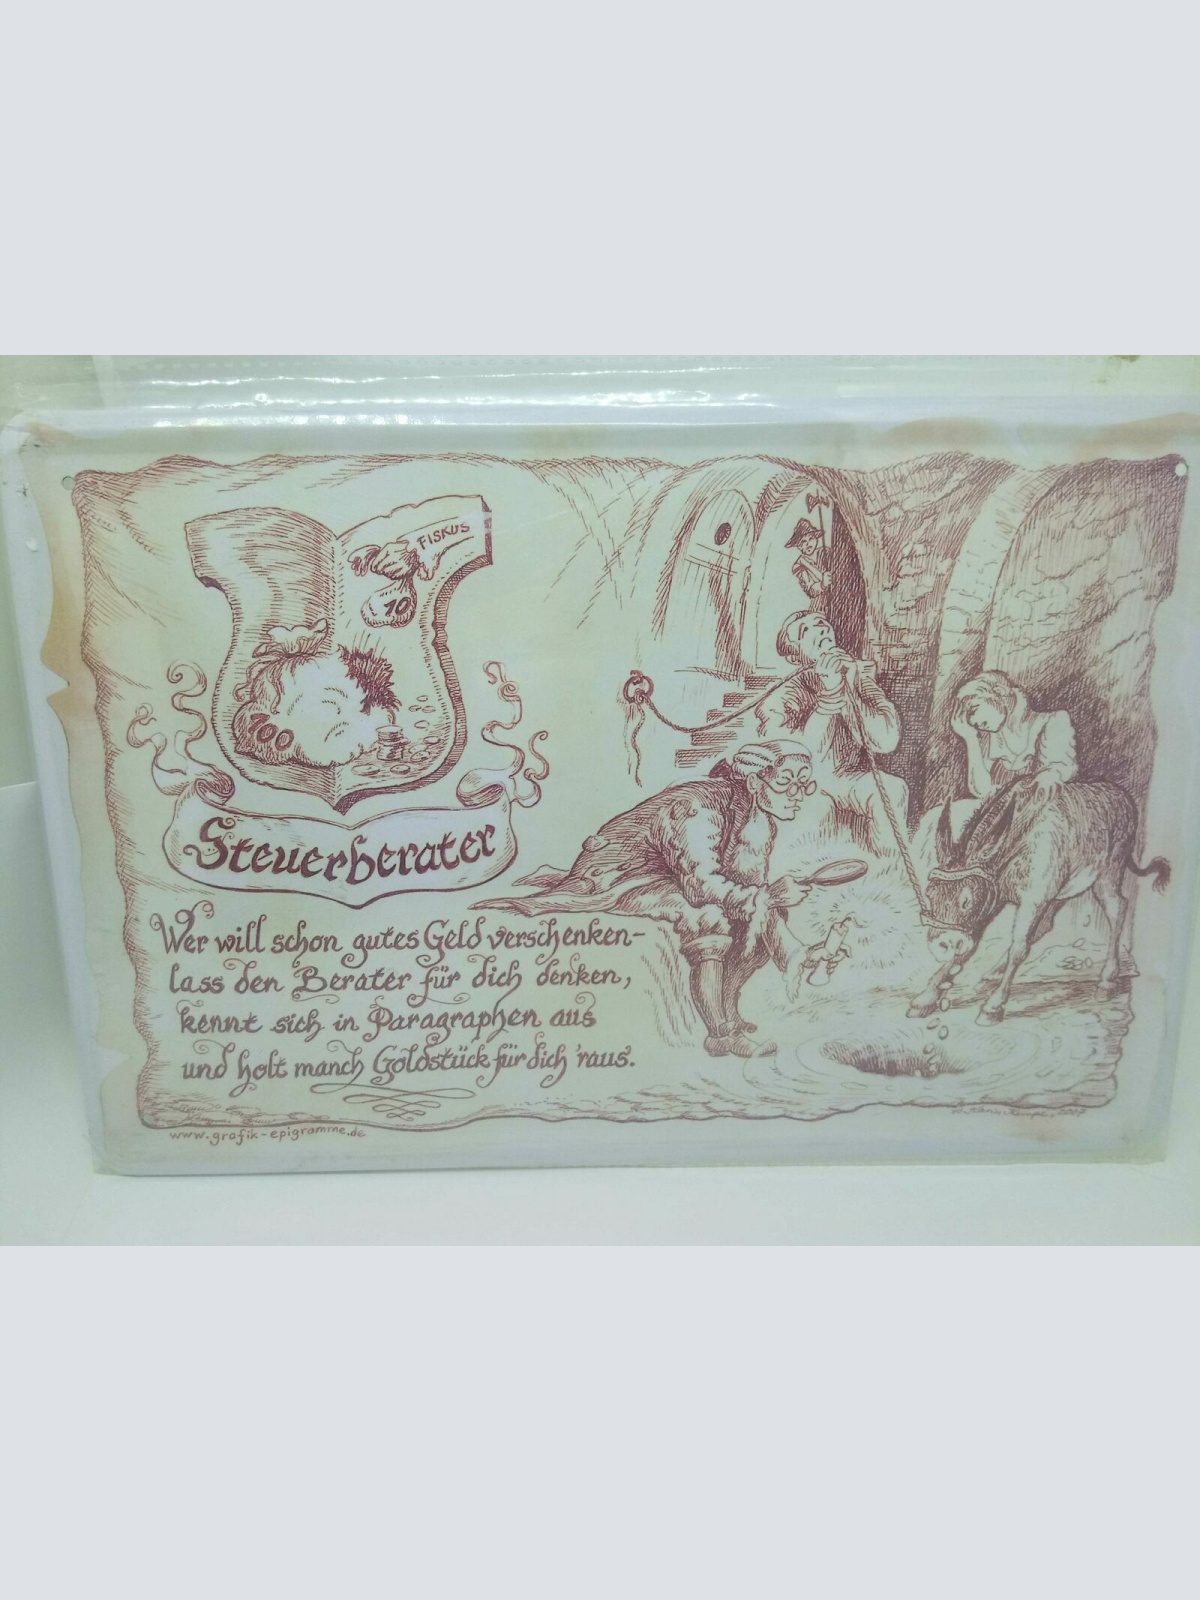 FISKUS
10
100
Steuerberater
Wer will schon gutes Geld verschenken-
lass den Berater für dich denken,
kennt sich in Paragraphen aus
und holt manch Goldstück für dich 'raus.
www.grafik-epigramme.de